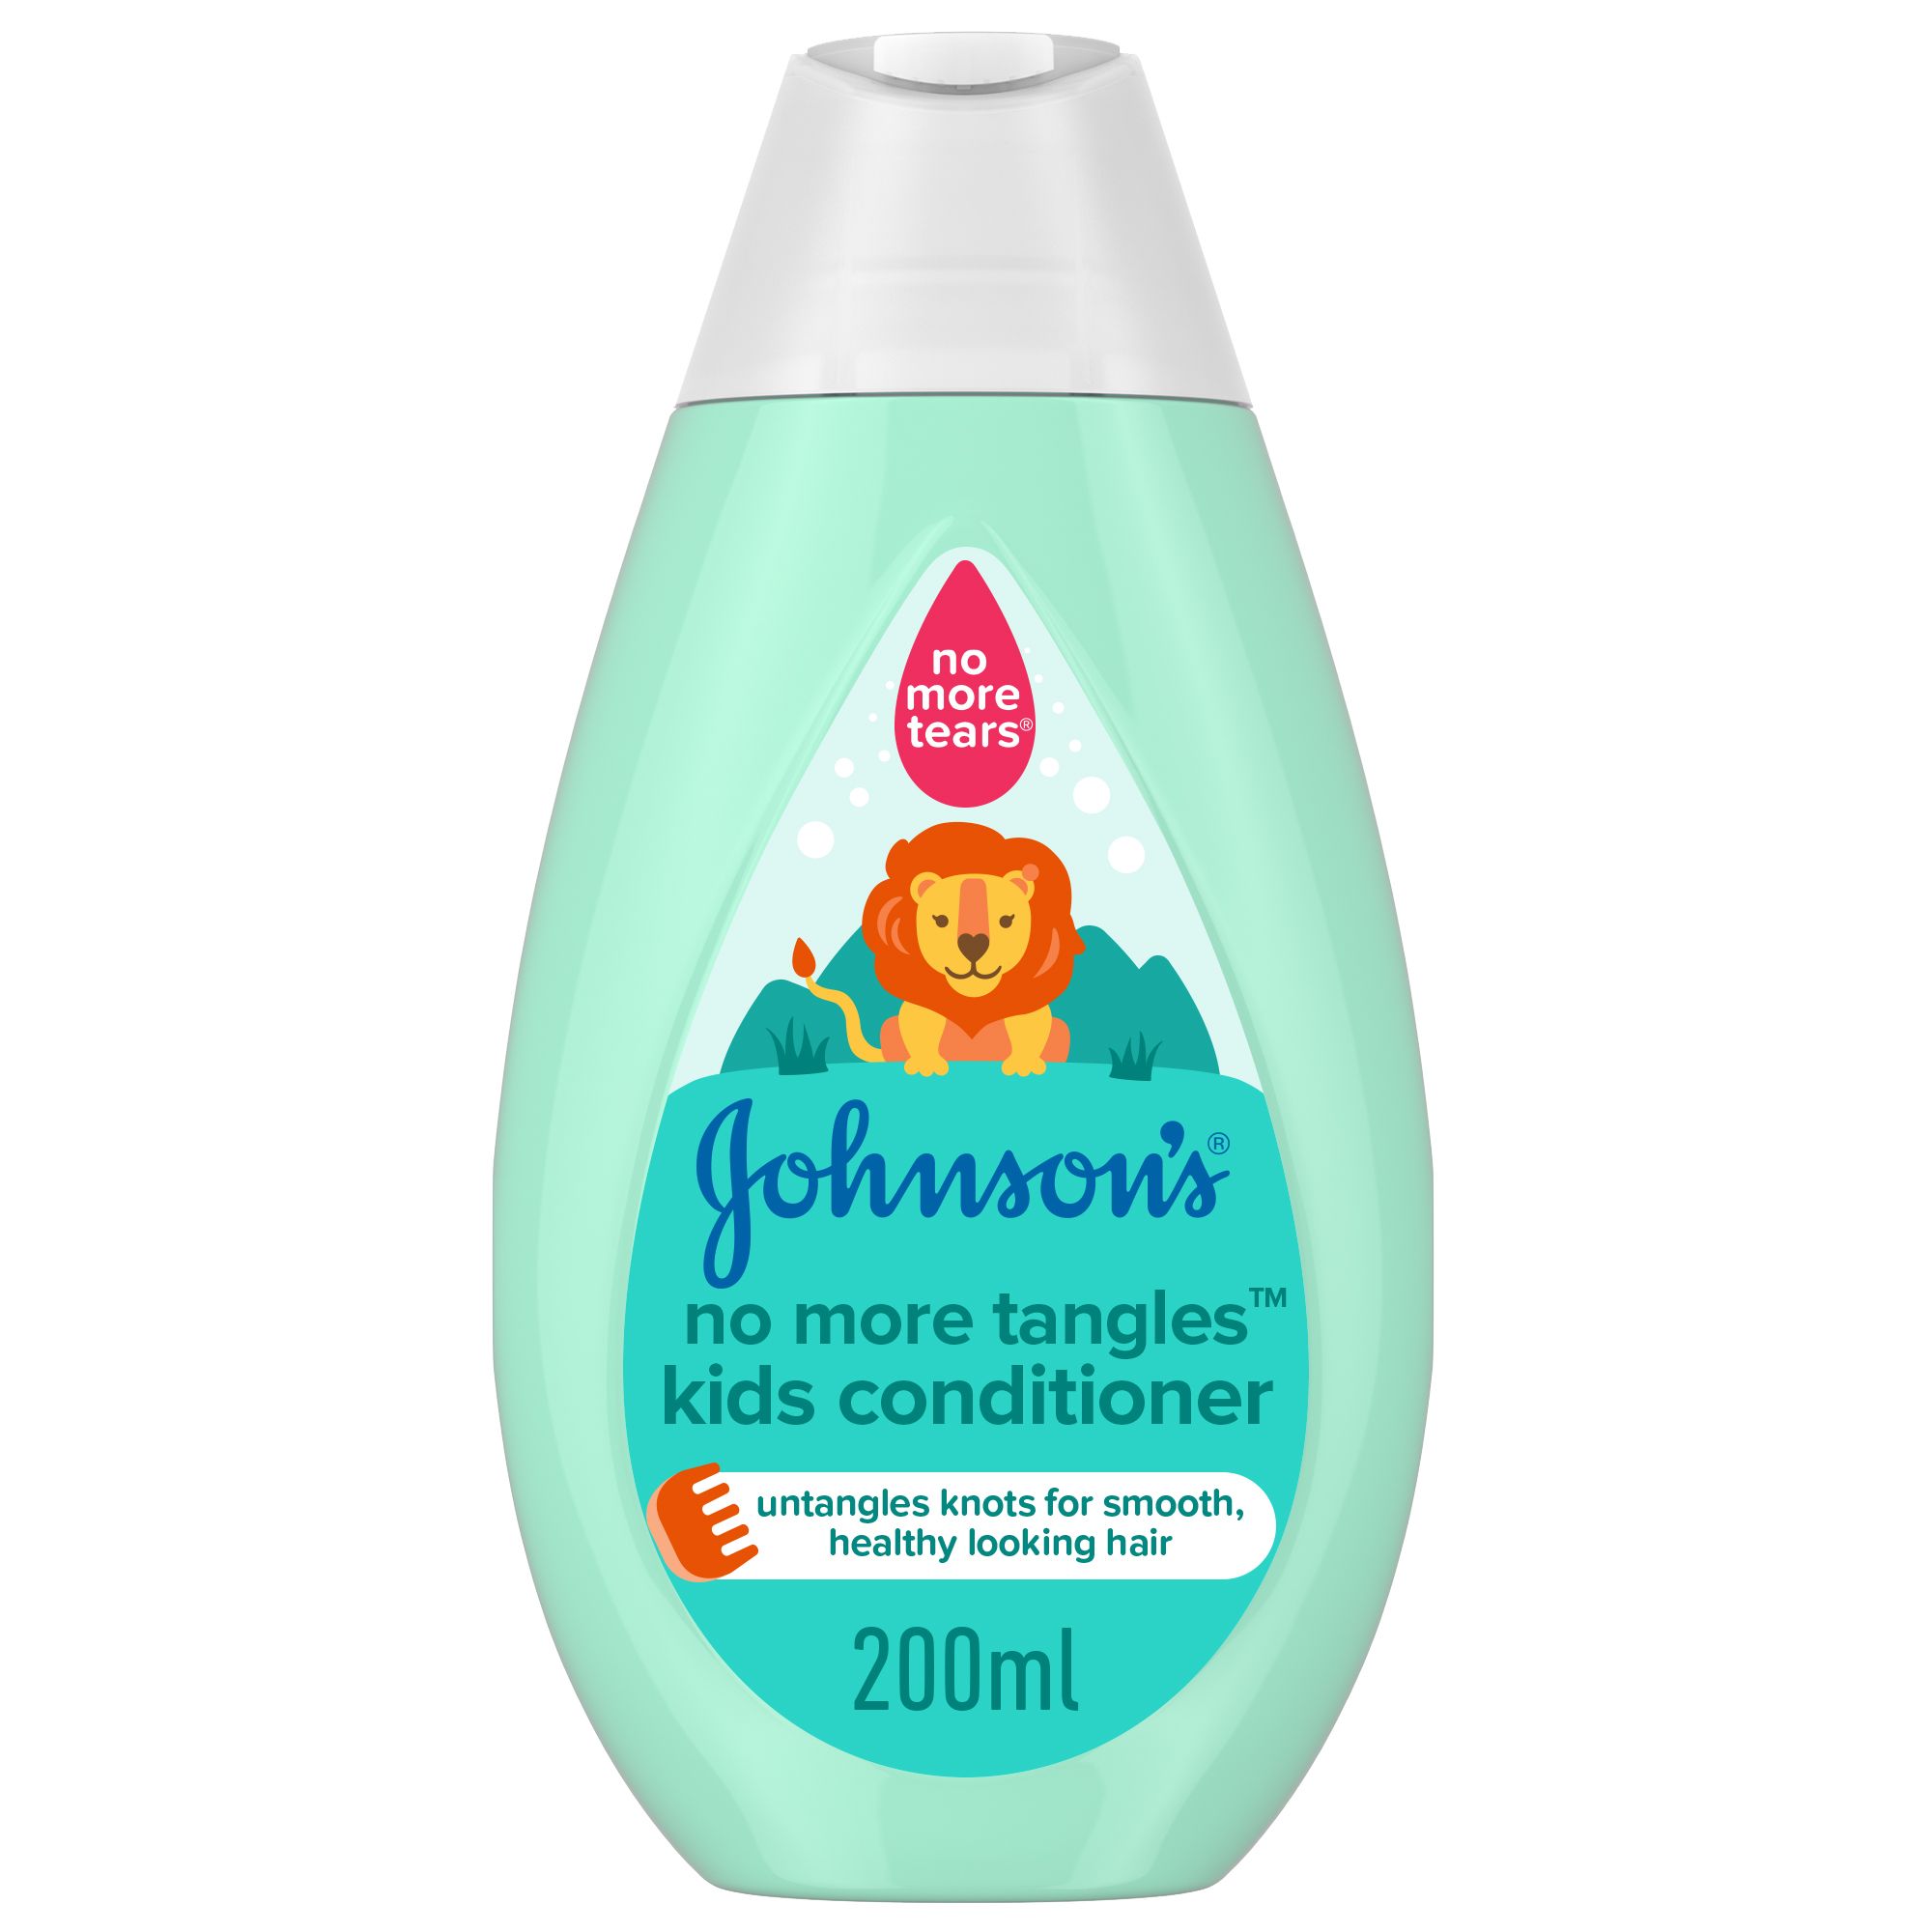 no
more
tears®
Johnson's®
no more tangles™
kids conditioner
untangles knots for smooth,
healthy looking hair
200ml